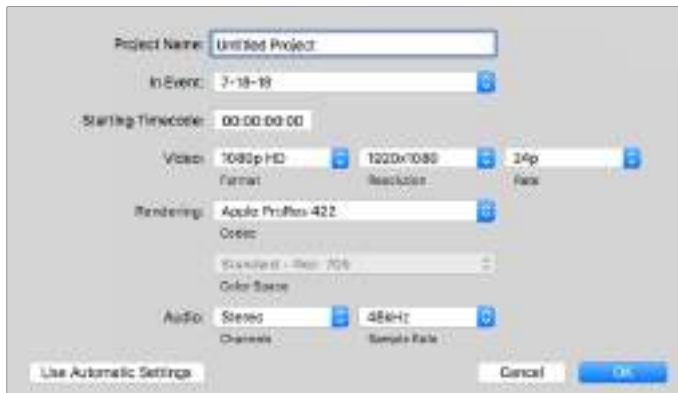 Project Name: Untitled Project
In Event: 7-18-18
Starting Timecode: 00:00:00:00
Video: 1080p HD 1920x1080 24p
Format Resolution Rate
Rendering: Apple ProRes 422
Codec
Standard - Rec. 709
Color Space
Audio: Stereo 48kHz
Channels Sample Rate
Use Automatic Settings Cancel OK